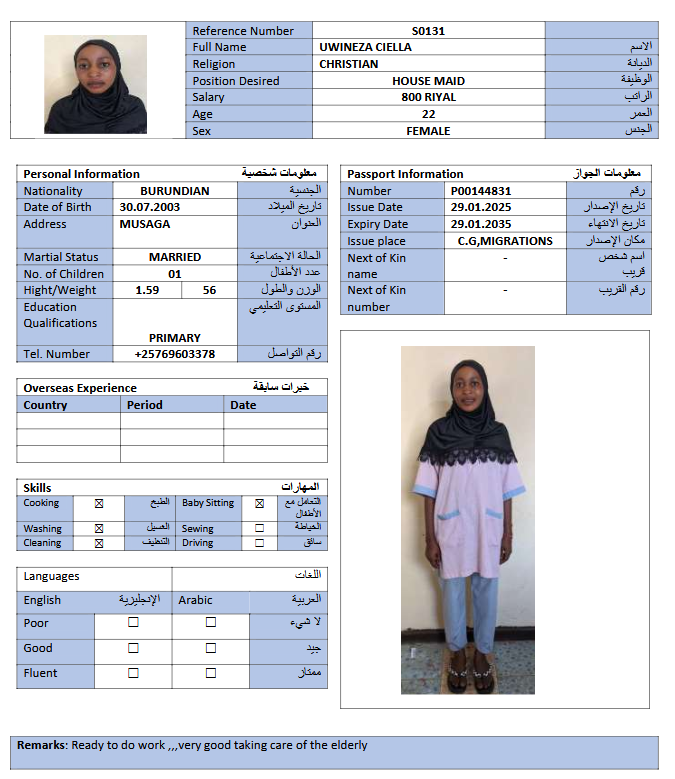 Reference Number S0131
Full Name UWINEZA CIELLA الاسم
Religion CHRISTIAN الديانة
Position Desired HOUSE MAID الوظيفة
Salary 800 RIYAL الراتب
Age 22 العمر
Sex FEMALE الجنس
Personal Information معلومات شخصية
Nationality BURUNDIAN الجنسية
Date of Birth 30.07.2003 تاريخ الميلاد
Address MUSAGA العنوان
Martial Status MARRIED الحالة الاجتماعية
No. of Children 01 عدد الأطفال
Hight/Weight 1.59 56 الوزن والطول
Education المستوى التعليمي
Qualifications
PRIMARY
Tel. Number +25769603378 رقم التواصل
Passport Information معلومات الجواز
Number P00144831 رقم
Issue Date 29.01.2025 تاريخ الإصدار
Expiry Date 29.01.2035 تاريخ الانتهاء
Issue place C.G,MIGRATIONS مكان الإصدار
Next of Kin - اسم شخص
name قريب
Next of Kin - رقم القريب
number
Overseas Experience خبرات سابقة
Country Period Date
Skills المهارات
Cooking ☒ الطبخ Baby Sitting ☒ التعامل مع
الأطفال
Washing ☒ الغسيل Sewing ☐ الخياطة
Cleaning ☒ التنظيف Driving ☐ سائق
Languages اللغات
English الإنجليزية Arabic العربية
Poor ☐ ☐ لا شيء
Good ☐ ☐ جيد
Fluent ☐ ☐ ممتاز
Remarks: Ready to do work ,,,very good taking care of the elderly